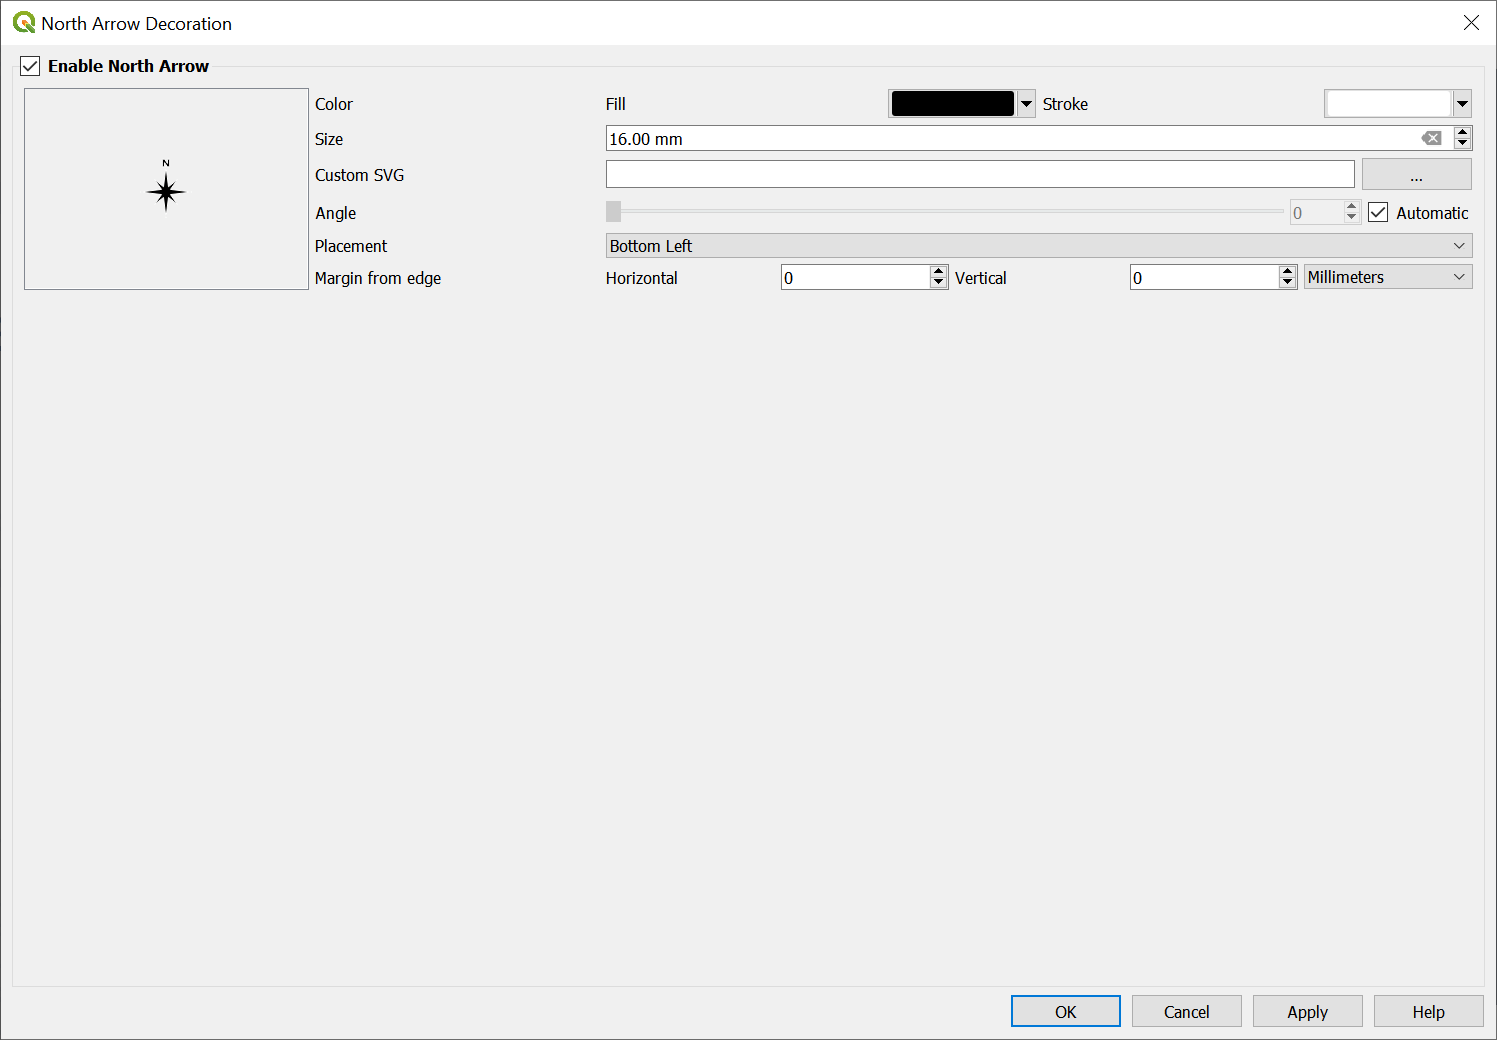 North Arrow Decoration
Enable North Arrow
N
Color Fill Stroke
Size 16.00 mm
Custom SVG ...
Angle 0 Automatic
Placement Bottom Left
Margin from edge Horizontal 0 Vertical 0 Millimeters
OK Cancel Apply Help